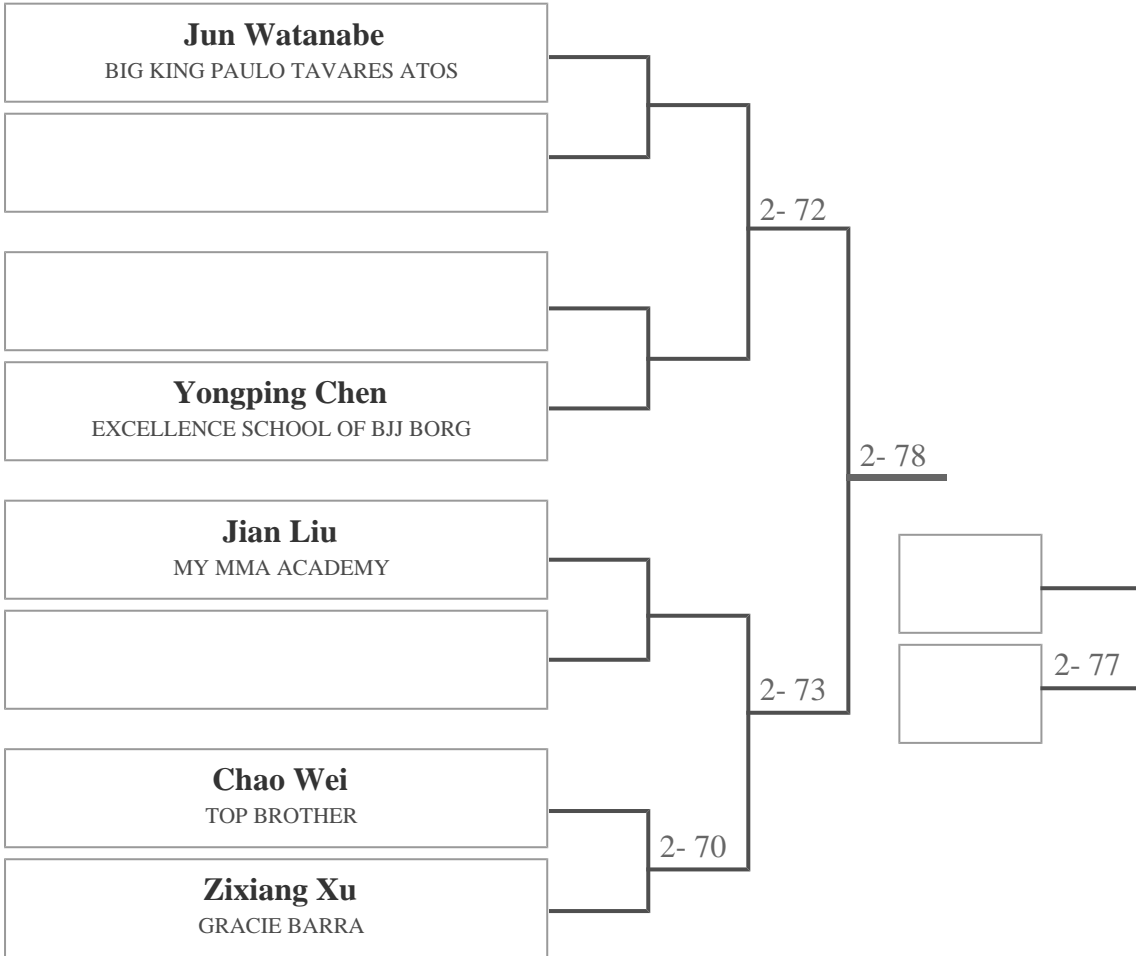 Jun Watanabe
BIG KING PAULO TAVARES ATOS
2- 72
Yongping Chen
EXCELLENCE SCHOOL OF BJJ BORG
2- 78
Jian Liu
MY MMA ACADEMY
2- 77
2- 73
Chao Wei
TOP BROTHER
2- 70
Zixiang Xu
GRACIE BARRA